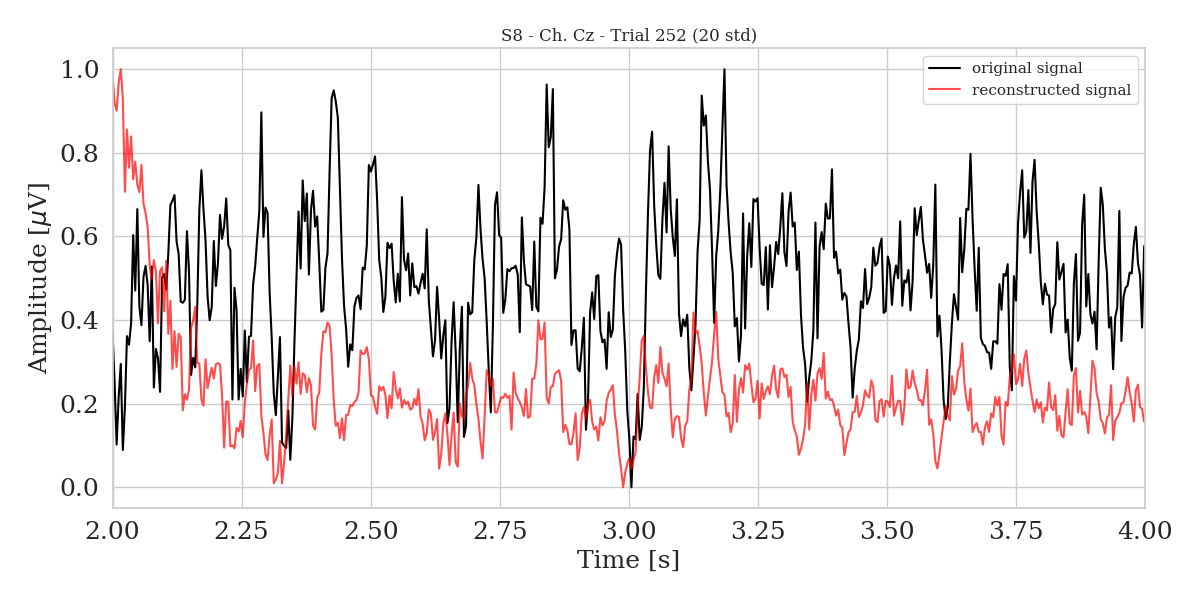 S8 - Ch. Cz - Trial 252 (20 std)
original signal
reconstructed signal
Amplitude [μV]
1.0
0.8
0.6
0.4
0.2
0.0
2.00 2.25 2.50 2.75 3.00 3.25 3.50 3.75 4.00
Time [s]